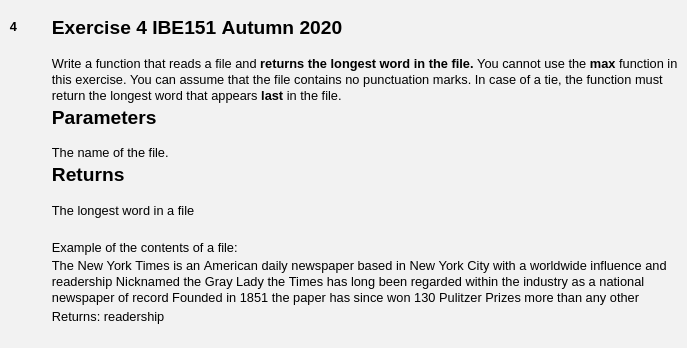 4
Exercise 4 IBE151 Autumn 2020
Write a function that reads a file and returns the longest word in the file. You cannot use the max function in
this exercise. You can assume that the file contains no punctuation marks. In case of a tie, the function must
return the longest word that appears last in the file.
Parameters
The name of the file.
Returns
The longest word in a file
Example of the contents of a file:
The New York Times is an American daily newspaper based in New York City with a worldwide influence and
readership Nicknamed the Gray Lady the Times has long been regarded within the industry as a national
newspaper of record Founded in 1851 the paper has since won 130 Pulitzer Prizes more than any other
Returns: readership